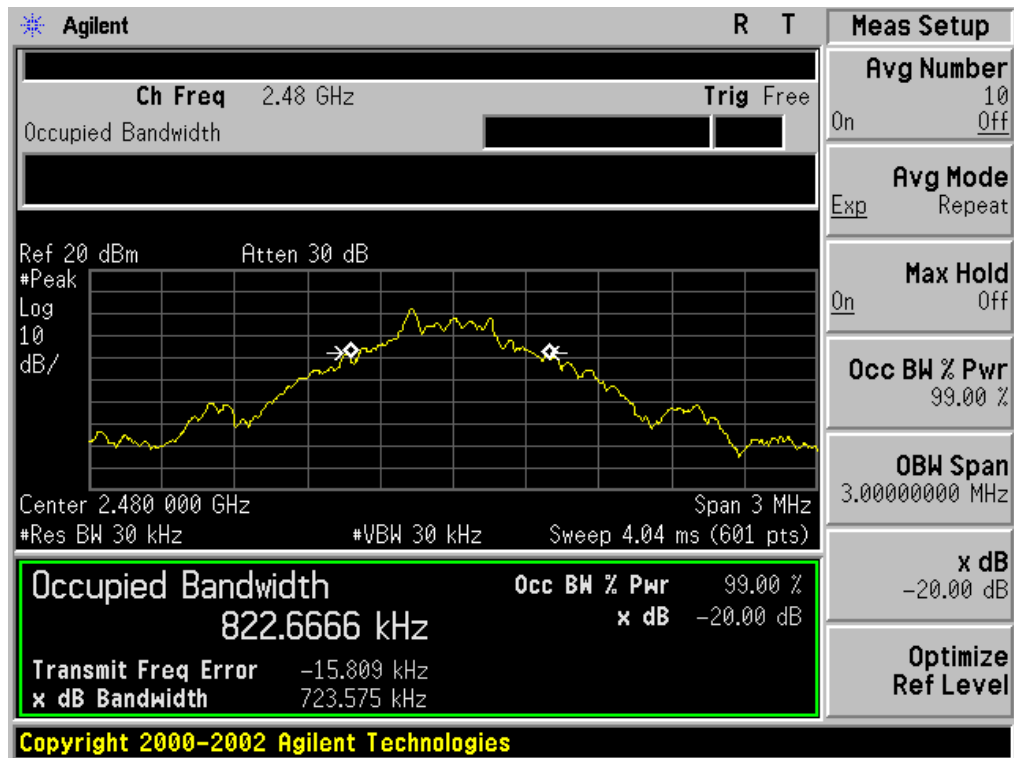 Agilent R T
Ch Freq 2.48 GHz Trig Free
Occupied Bandwidth
Ref 20 dBm Atten 30 dB
#Peak
Log
10
dB/
Center 2.480 000 GHz Span 3 MHz
#Res BW 30 kHz #VBW 30 kHz Sweep 4.04 ms (601 pts)
Occupied Bandwidth Occ BW % Pwr 99.00 %
822.6666 kHz x dB -20.00 dB
Transmit Freq Error -15.809 kHz
x dB Bandwidth 723.575 kHz
Copyright 2000-2002 Agilent Technologies
Meas Setup
Avg Number
10
On Off
Avg Mode
Exp Repeat
Max Hold
On Off
Occ BW % Pwr
99.00 %
OBW Span
3.00000000 MHz
x dB
-20.00 dB
Optimize
Ref Level